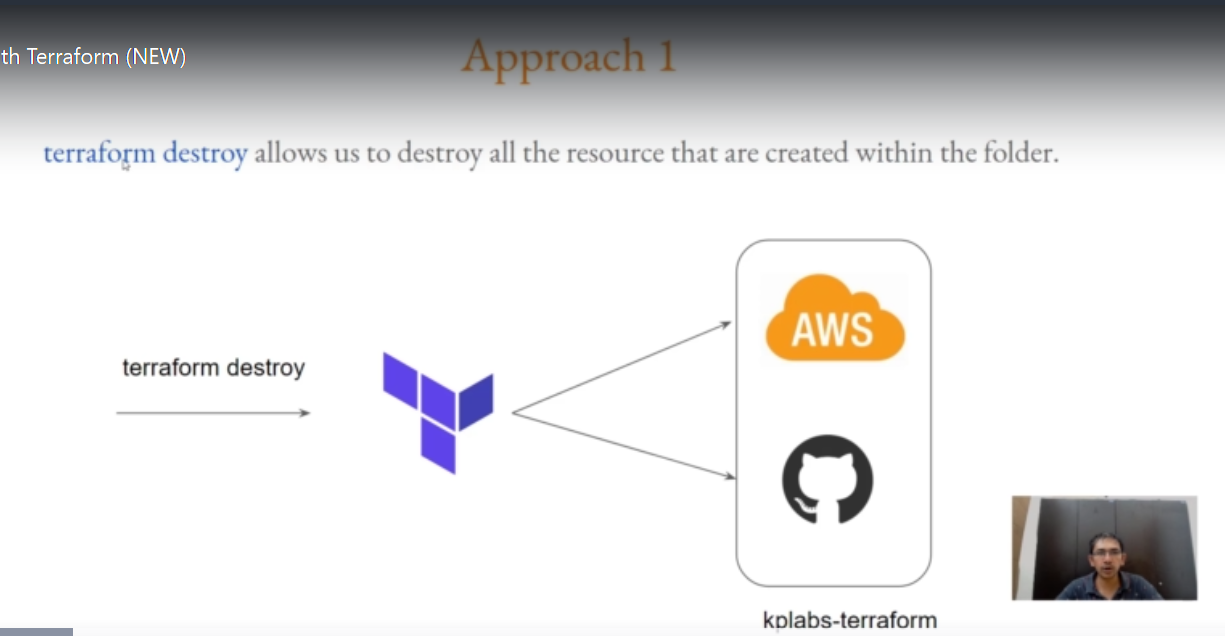 th Terraform (NEW)
Approach 1
terraform destroy allows us to destroy all the resource that are created within the folder.
terraform destroy
AWS
kplabs-terraform